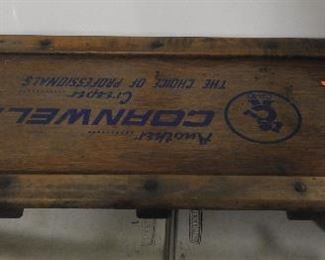 Another
CORNWEL
Creeper
THE CHOICE OF PROFESSIONALS